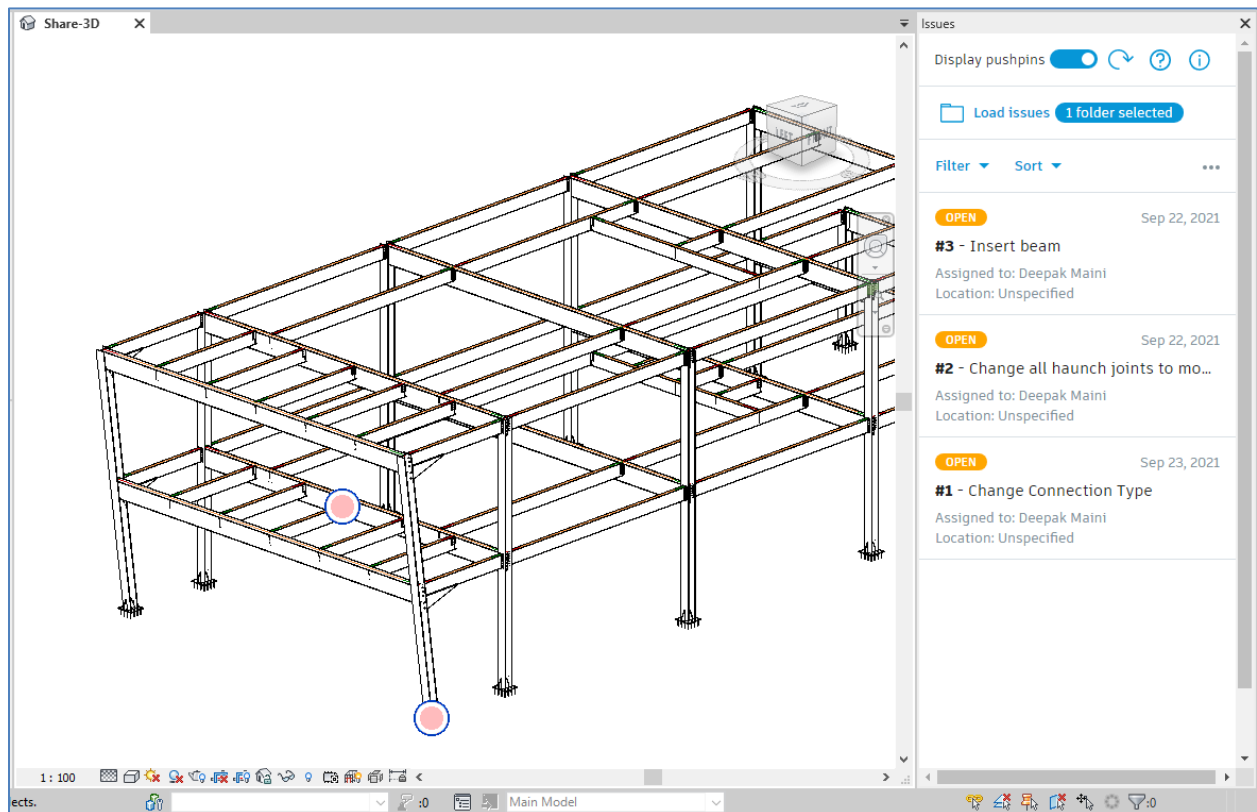 Share-3D
Issues
Display pushpins
Load issues 1 folder selected
Filter Sort
OPEN Sep 22, 2021
#3 - Insert beam
Assigned to: Deepak Maini
Location: Unspecified
OPEN Sep 22, 2021
#2 - Change all haunch joints to mo...
Assigned to: Deepak Maini
Location: Unspecified
OPEN Sep 23, 2021
#1 - Change Connection Type
Assigned to: Deepak Maini
Location: Unspecified
LEFT FRONT
1 : 100
ects. :0 Main Model :0